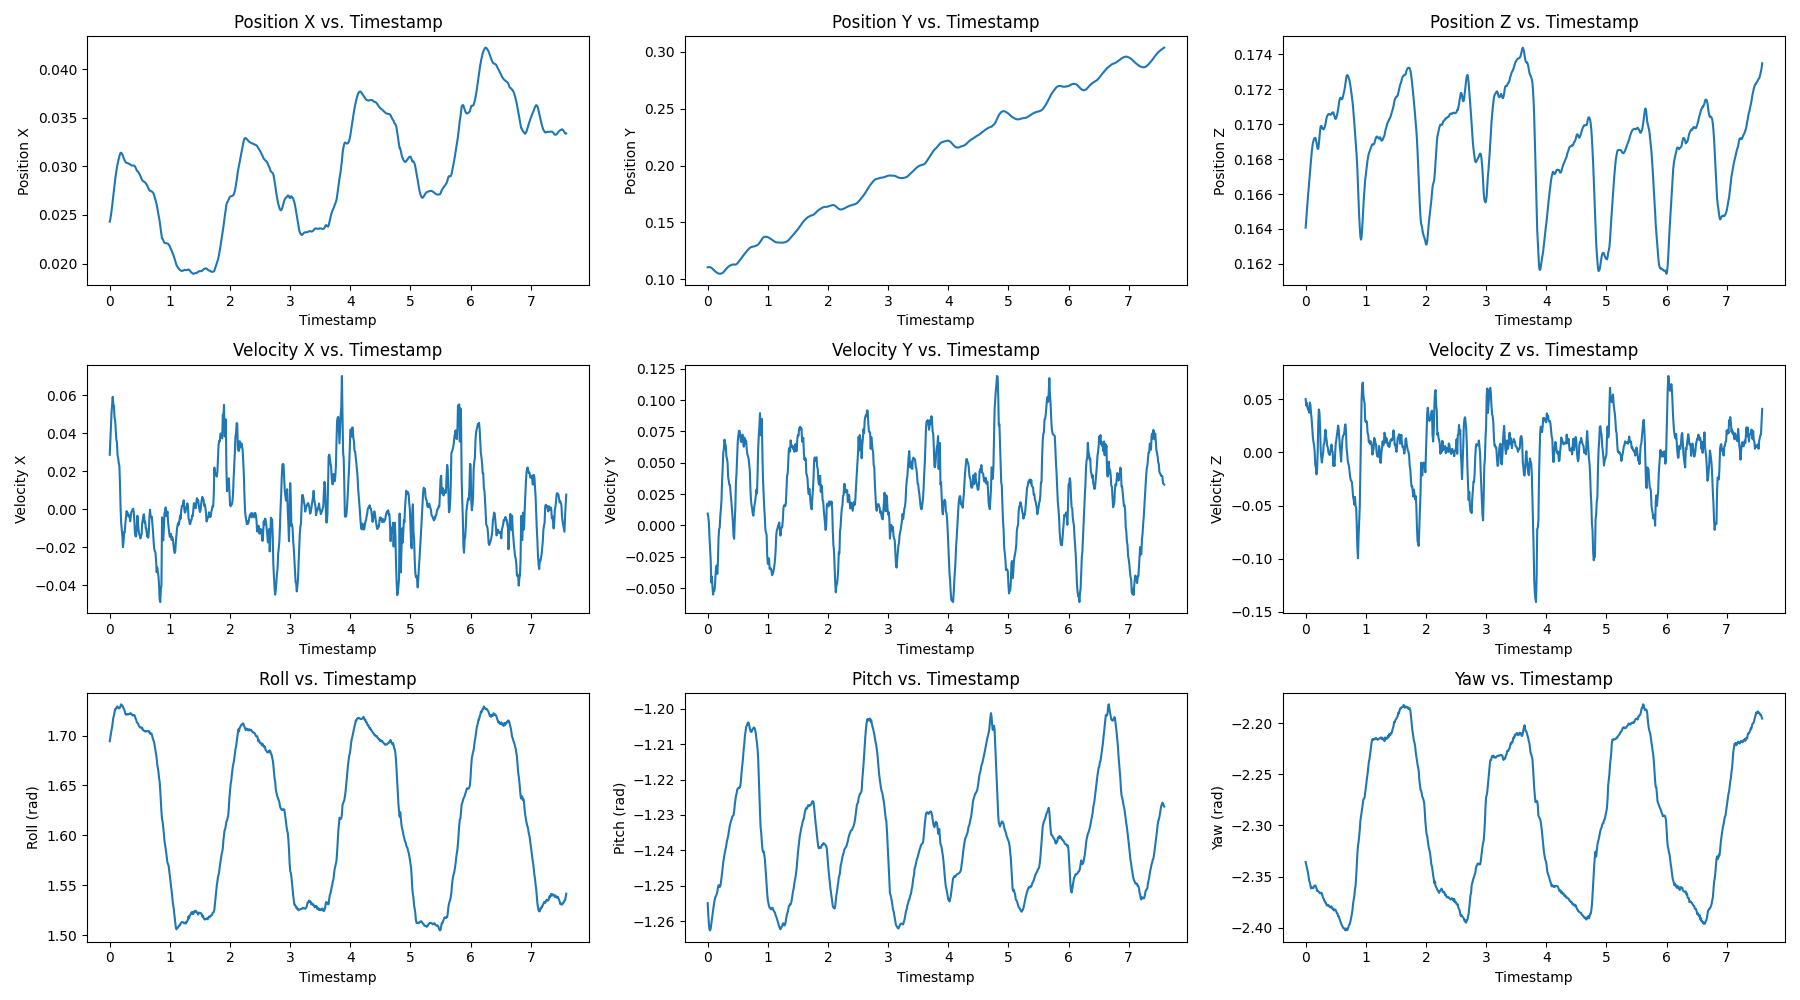 Position X vs. Timestamp
Position X
0.040
0.035
0.030
0.025
0.020
0 1 2 3 4 5 6 7
Timestamp
Position Y vs. Timestamp
Position Y
0.30
0.25
0.20
0.15
0.10
0 1 2 3 4 5 6 7
Timestamp
Position Z vs. Timestamp
Position Z
0.174
0.172
0.170
0.168
0.166
0.164
0.162
0 1 2 3 4 5 6 7
Timestamp
Velocity X vs. Timestamp
Velocity X
0.06
0.04
0.02
0.00
−0.02
−0.04
0 1 2 3 4 5 6 7
Timestamp
Velocity Y vs. Timestamp
Velocity Y
0.125
0.100
0.075
0.050
0.025
0.000
−0.025
−0.050
0 1 2 3 4 5 6 7
Timestamp
Velocity Z vs. Timestamp
Velocity Z
0.05
0.00
−0.05
−0.10
−0.15
0 1 2 3 4 5 6 7
Timestamp
Roll vs. Timestamp
Roll (rad)
1.70
1.65
1.60
1.55
1.50
0 1 2 3 4 5 6 7
Timestamp
Pitch vs. Timestamp
Pitch (rad)
−1.20
−1.21
−1.22
−1.23
−1.24
−1.25
−1.26
0 1 2 3 4 5 6 7
Timestamp
Yaw vs. Timestamp
Yaw (rad)
−2.20
−2.25
−2.30
−2.35
−2.40
0 1 2 3 4 5 6 7
Timestamp